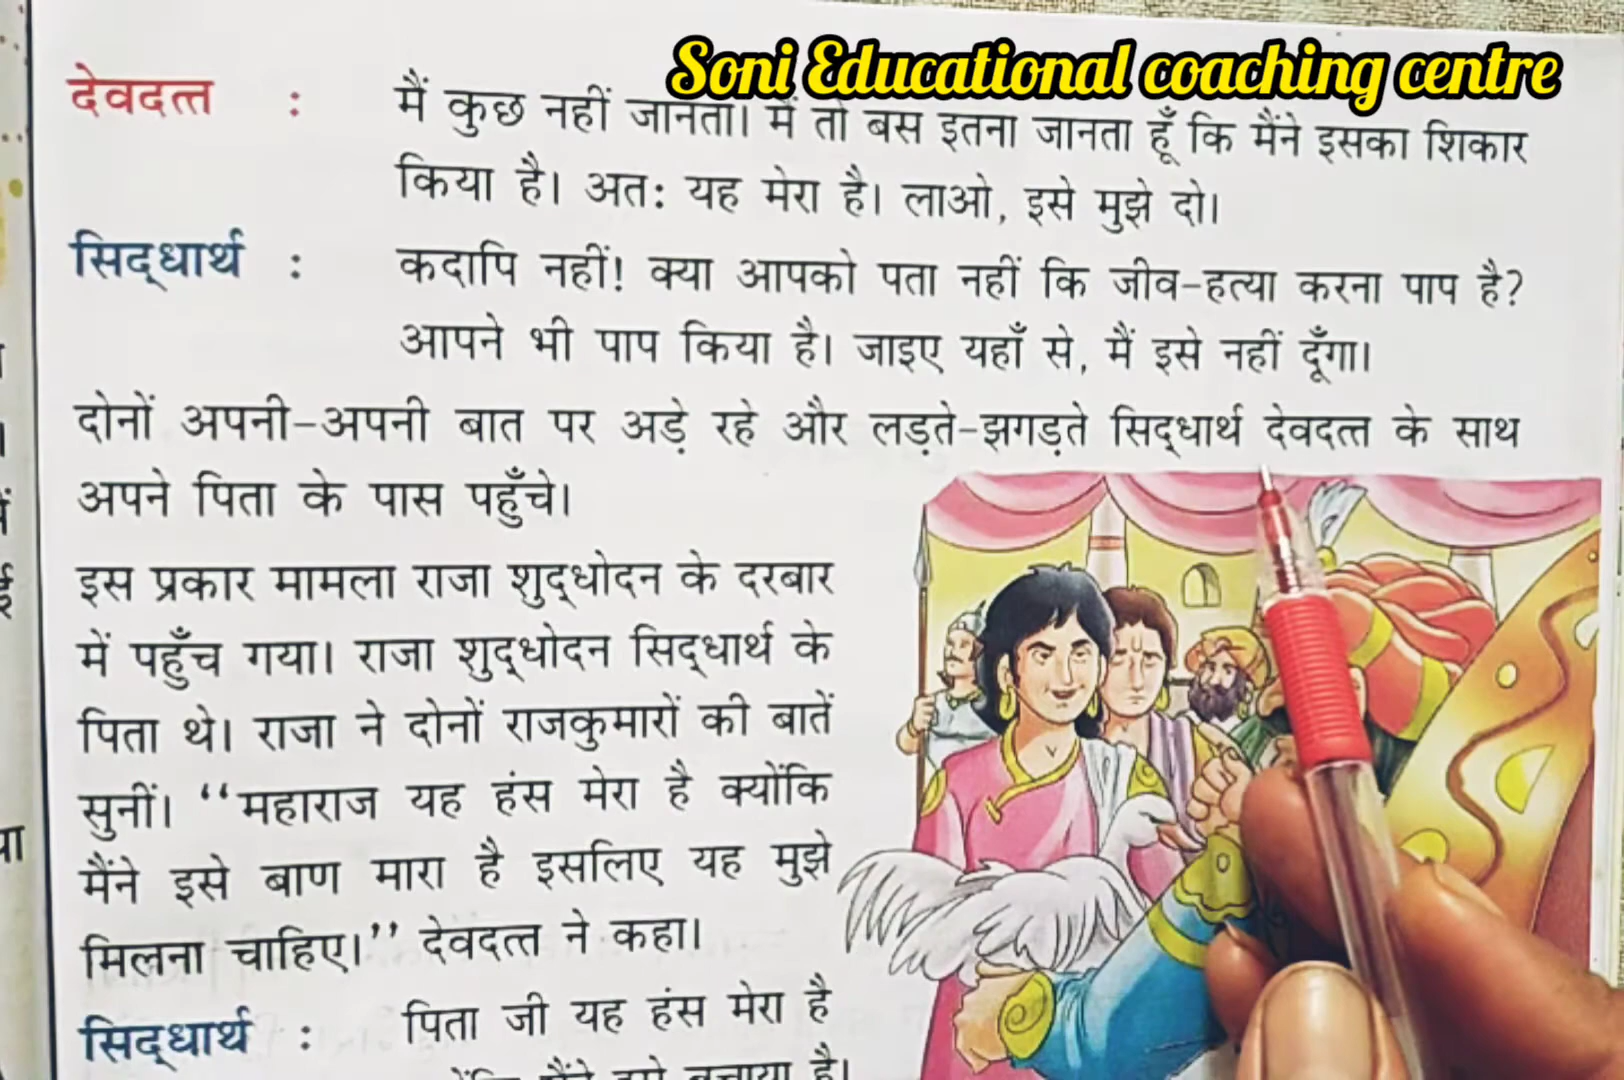 Soni Educational coaching centre
देवदत्त : मैं कुछ नहीं जानता। मैं तो बस इतना जानता हूँ कि मैंने इसका शिकार
किया है। अतः यह मेरा है। लाओ, इसे मुझे दो।
सिद्‌धार्थ : कदापि नहीं! क्या आपको पता नहीं कि जीव-हत्या करना पाप है?
आपने भी पाप किया है। जाइए यहाँ से, मैं इसे नहीं दूँगा।
दोनों अपनी-अपनी बात पर अड़े रहे और लड़ते-झगड़ते सिद्‌धार्थ देवदत्त के साथ
अपने पिता के पास पहुँचे।
इस प्रकार मामला राजा शुद्‌धोदन के दरबार
में पहुँच गया। राजा शुद्‌धोदन सिद्‌धार्थ के
पिता थे। राजा ने दोनों राजकुमारों की बातें
सुनीं। ‘‘महाराज यह हंस मेरा है क्योंकि
मैंने इसे बाण मारा है इसलिए यह मुझे
मिलना चाहिए।’’ देवदत्त ने कहा।
सिद्‌धार्थ : पिता जी यह हंस मेरा है
है।